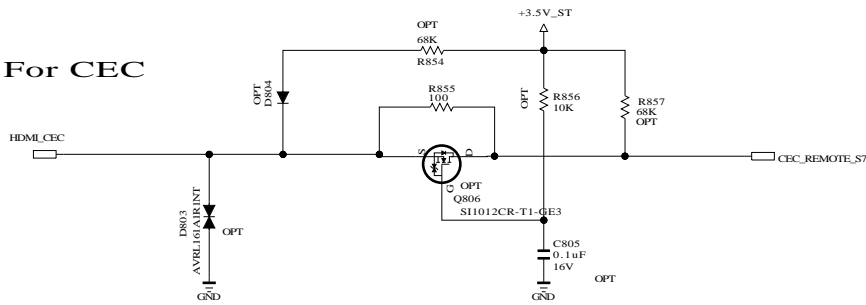 +3.5V_ST
OPT
68K
R854
For CEC
OPT
D804
R855
100
OPT
R856
10K
R857
68K
OPT
HDMI_CEC
S
D
CEC_REMOTE_S7
G
OPT
Q806
SI1012CR-T1-GE3
D803
AVRL161A1R1NT
OPT
C805
0.1uF
16V
OPT
GND
GND